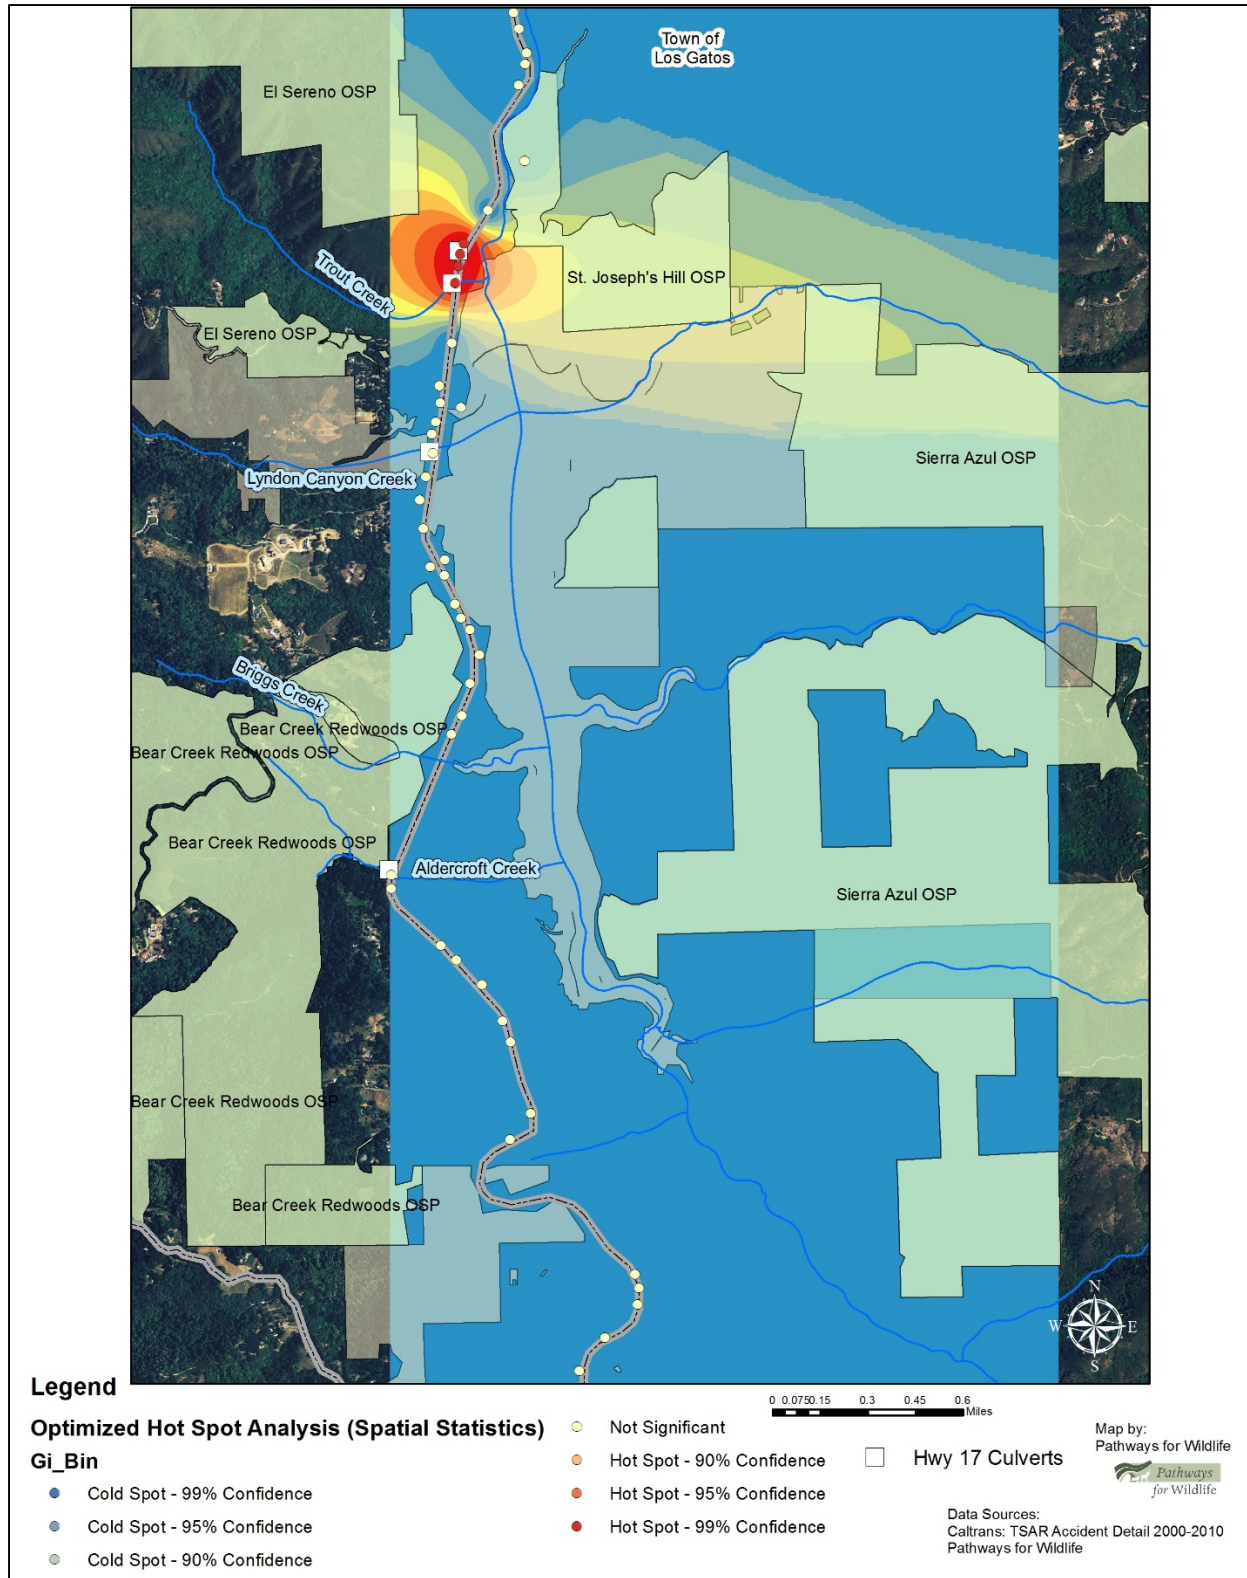 Town of
Los Gatos
El Sereno OSP
Trout Creek
St. Joseph's Hill OSP
El Sereno OSP
Lyndon Canyon Creek
Sierra Azul OSP
Briggs Creek
Bear Creek Redwoods OSP
Bear Creek Redwoods OSP
Bear Creek Redwoods OSP
Aldercroft Creek
Sierra Azul OSP
Bear Creek Redwoods OSP
Bear Creek Redwoods OSP
N
W E
S
Legend
0 0.075 0.15 0.3 0.45 0.6
Miles
Optimized Hot Spot Analysis (Spatial Statistics)
Gi_Bin
Cold Spot - 99% Confidence
Cold Spot - 95% Confidence
Cold Spot - 90% Confidence
Not Significant
Hot Spot - 90% Confidence
Hot Spot - 95% Confidence
Hot Spot - 99% Confidence
Hwy 17 Culverts
Map by:
Pathways for Wildlife
Pathways
for Wildlife
Data Sources:
Caltrans: TSAR Accident Detail 2000-2010
Pathways for Wildlife